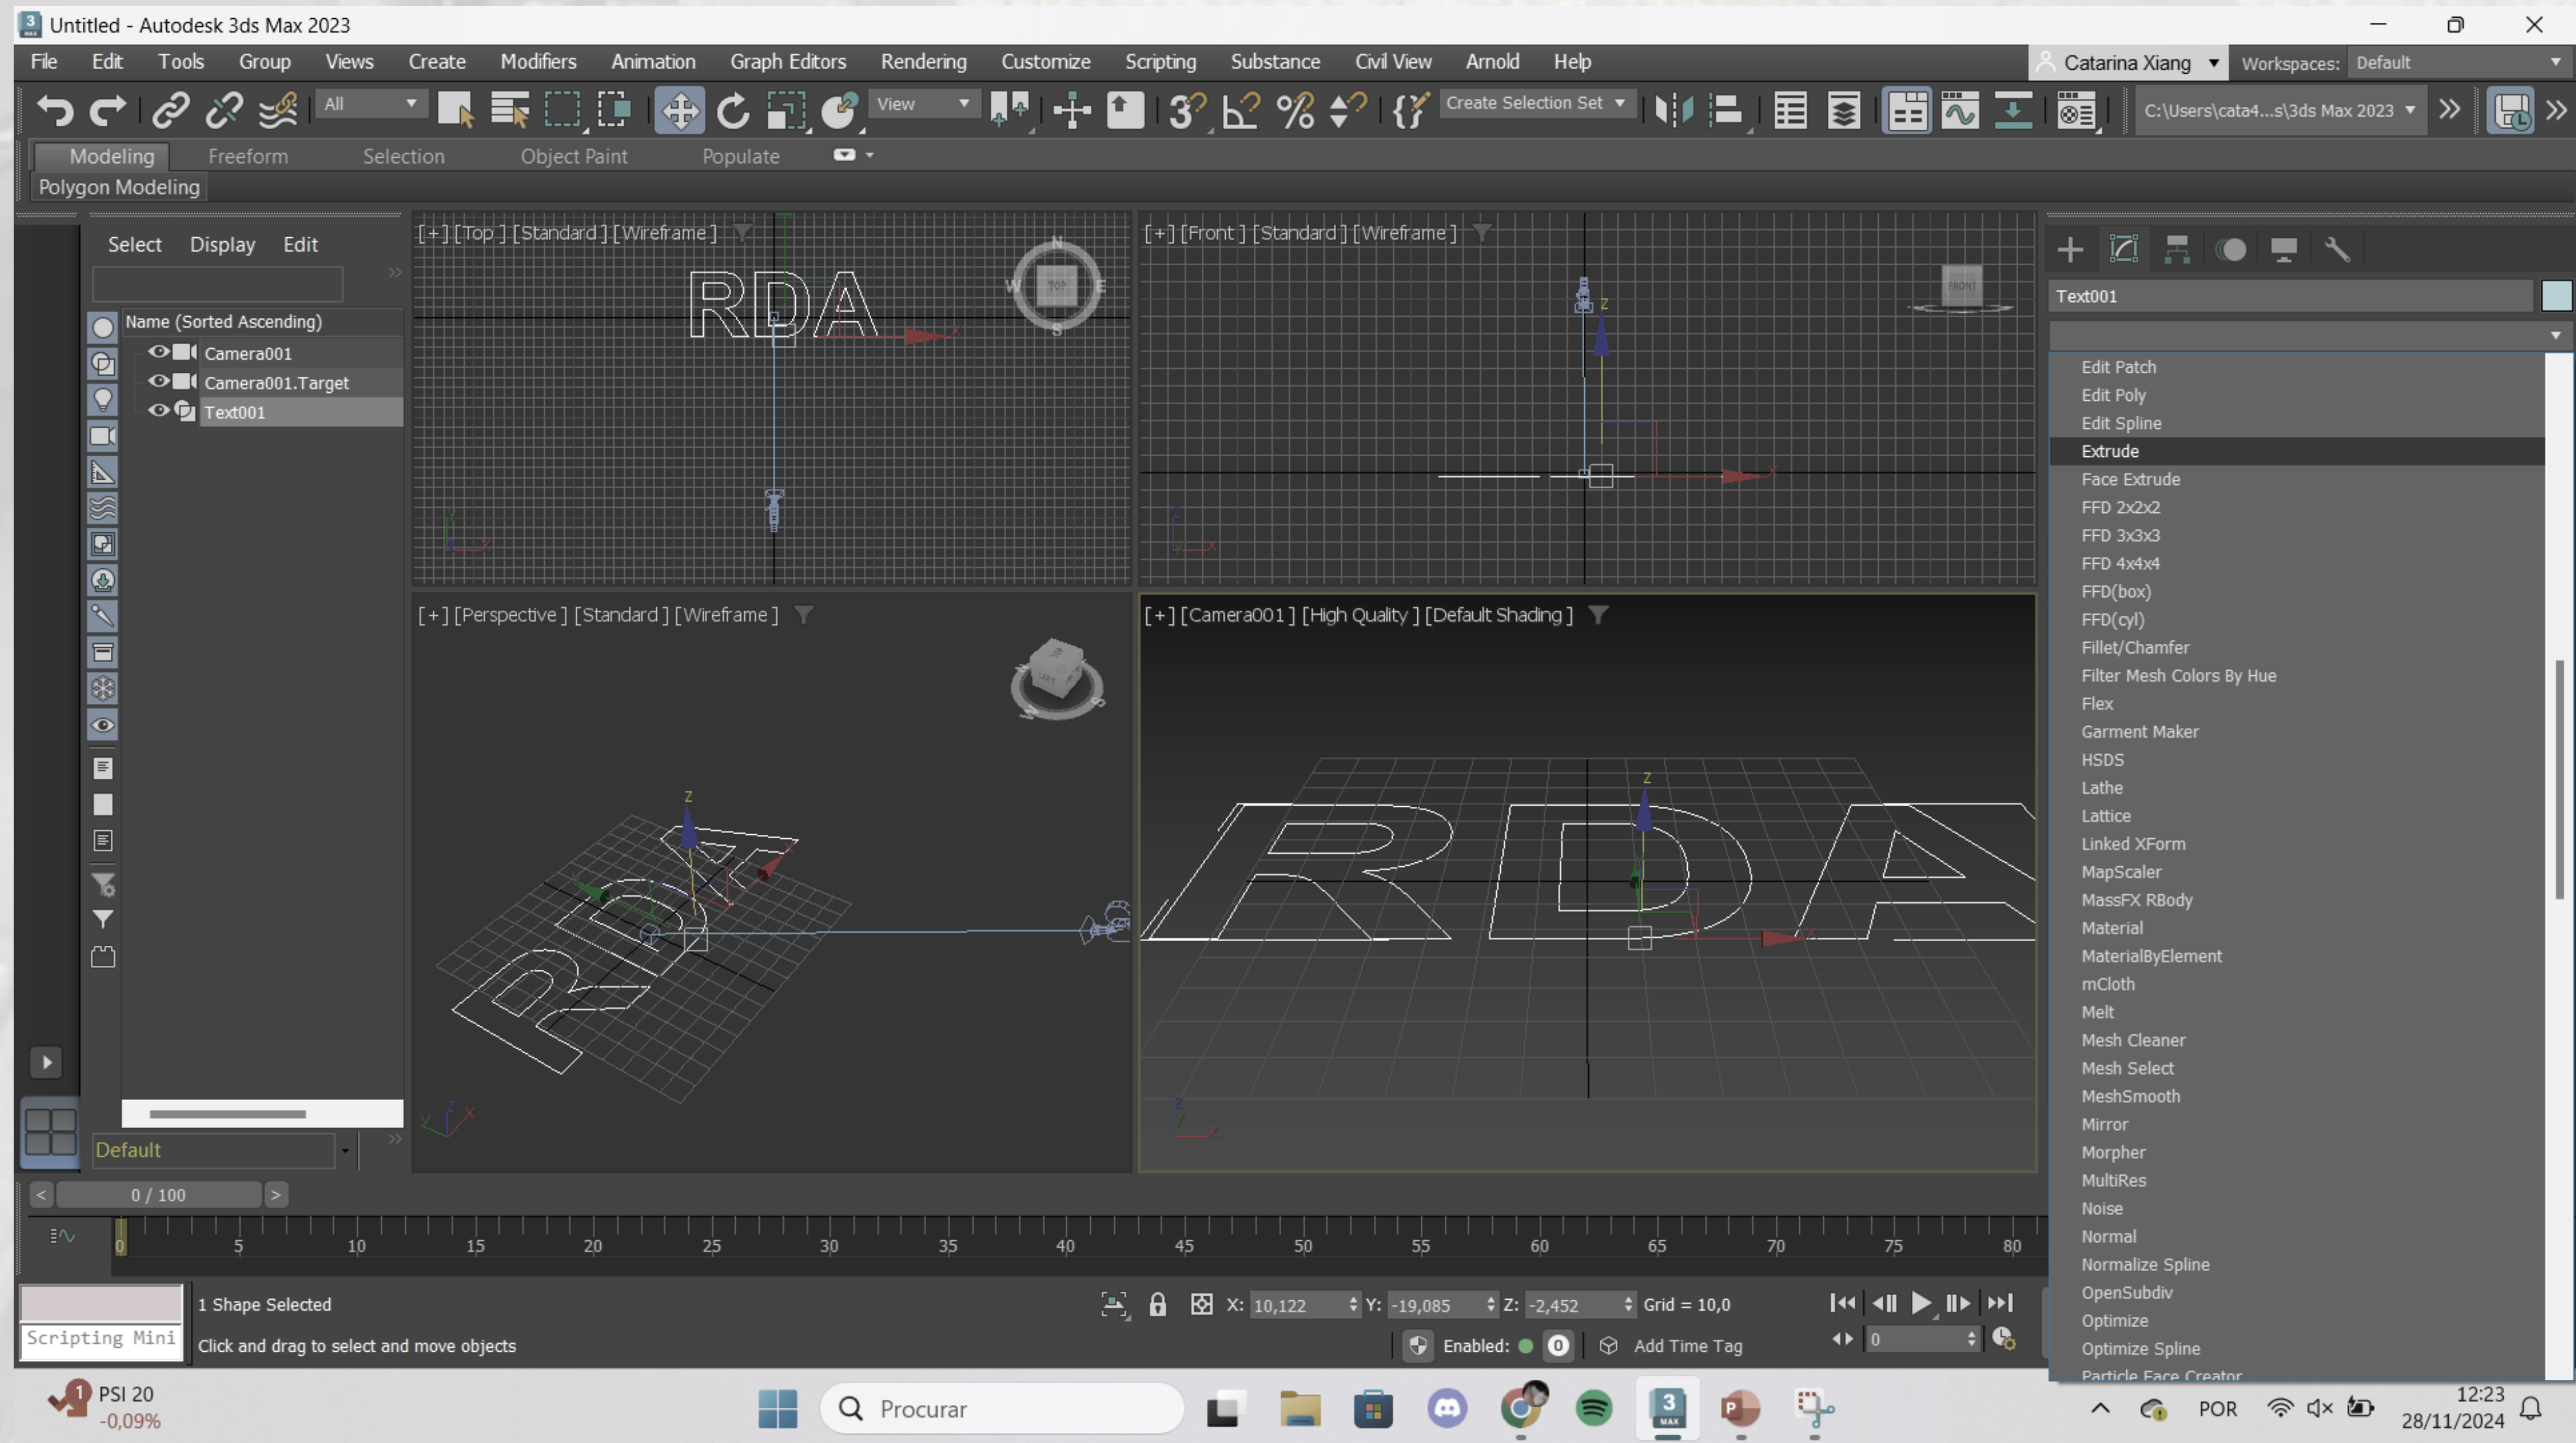 Untitled - Autodesk 3ds Max 2023
File Edit Tools Group Views Create Modifiers Animation Graph Editors Rendering Customize Scripting Substance Civil View Arnold Help
Catarina Xiang Workspaces: Default
All View Create Selection Set C:\Users\cata4...s\3ds Max 2023
Modeling Freeform Selection Object Paint Populate
Polygon Modeling
Select Display Edit
Name (Sorted Ascending)
Camera001
Camera001.Target
Text001
Default
[+] [Top ] [Standard ] [Wireframe ]
RDA
N
W TOP E
S
x
y
x
[+] [Front ] [Standard ] [Wireframe ]
FRONT
z
x
z
y x
[+] [Perspective ] [Standard ] [Wireframe ]
z
RDA
y z x
[+] [Camera001 ] [High Quality ] [Default Shading ]
z
RDA
x
z
y
x
Text001
Edit Patch
Edit Poly
Edit Spline
Extrude
Face Extrude
FFD 2x2x2
FFD 3x3x3
FFD 4x4x4
FFD(box)
FFD(cyl)
Fillet/Chamfer
Filter Mesh Colors By Hue
Flex
Garment Maker
HSDS
Lathe
Lattice
Linked XForm
MapScaler
MassFX RBody
Material
MaterialByElement
mCloth
Melt
Mesh Cleaner
Mesh Select
MeshSmooth
Mirror
Morpher
MultiRes
Noise
Normal
Normalize Spline
OpenSubdiv
Optimize
Optimize Spline
Particle Face Creator
< 0 / 100 >
0 5 10 15 20 25 30 35 40 45 50 55 60 65 70 75 80
1 Shape Selected
X: 10,122 Y: -19,085 Z: -2,452 Grid = 10,0
Scripting Mini
Click and drag to select and move objects
Enabled: 0 Add Time Tag
0
1 PSI 20
-0,09%
Procurar
3 MAX
P
POR
12:23
28/11/2024